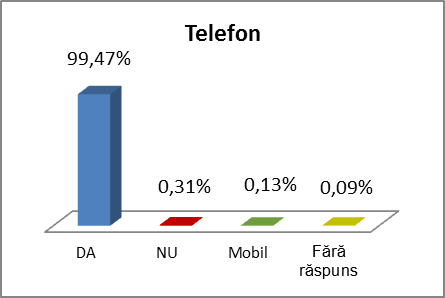 Telefon
99,47%
0,31%
0,13%
0,09%
DA
NU
Mobil
Fără
răspuns